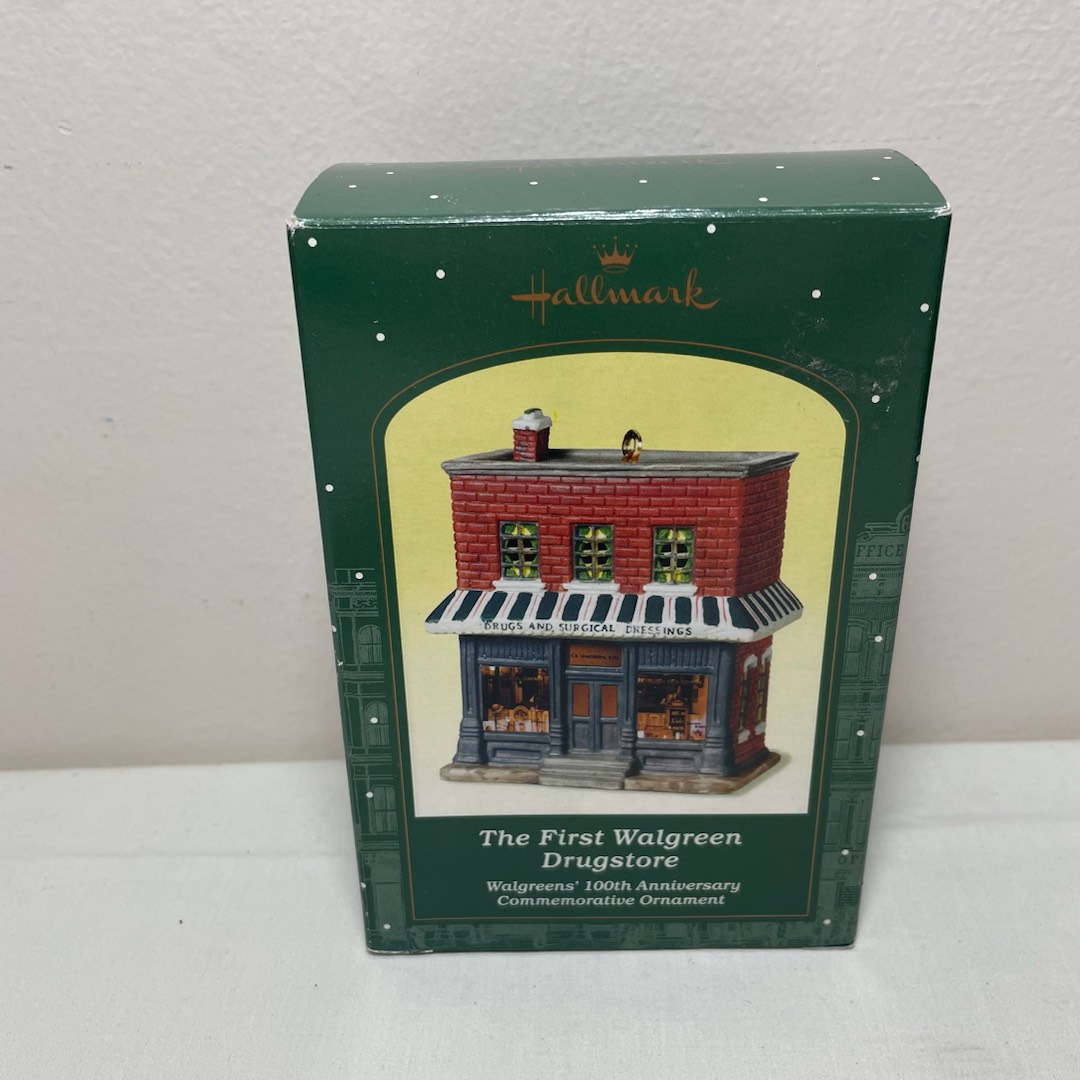 Hallmark
DRUGS AND SURGICAL DRESSINGS
The First Walgreen
Drugstore
Walgreens' 100th Anniversary
Commemorative Ornament